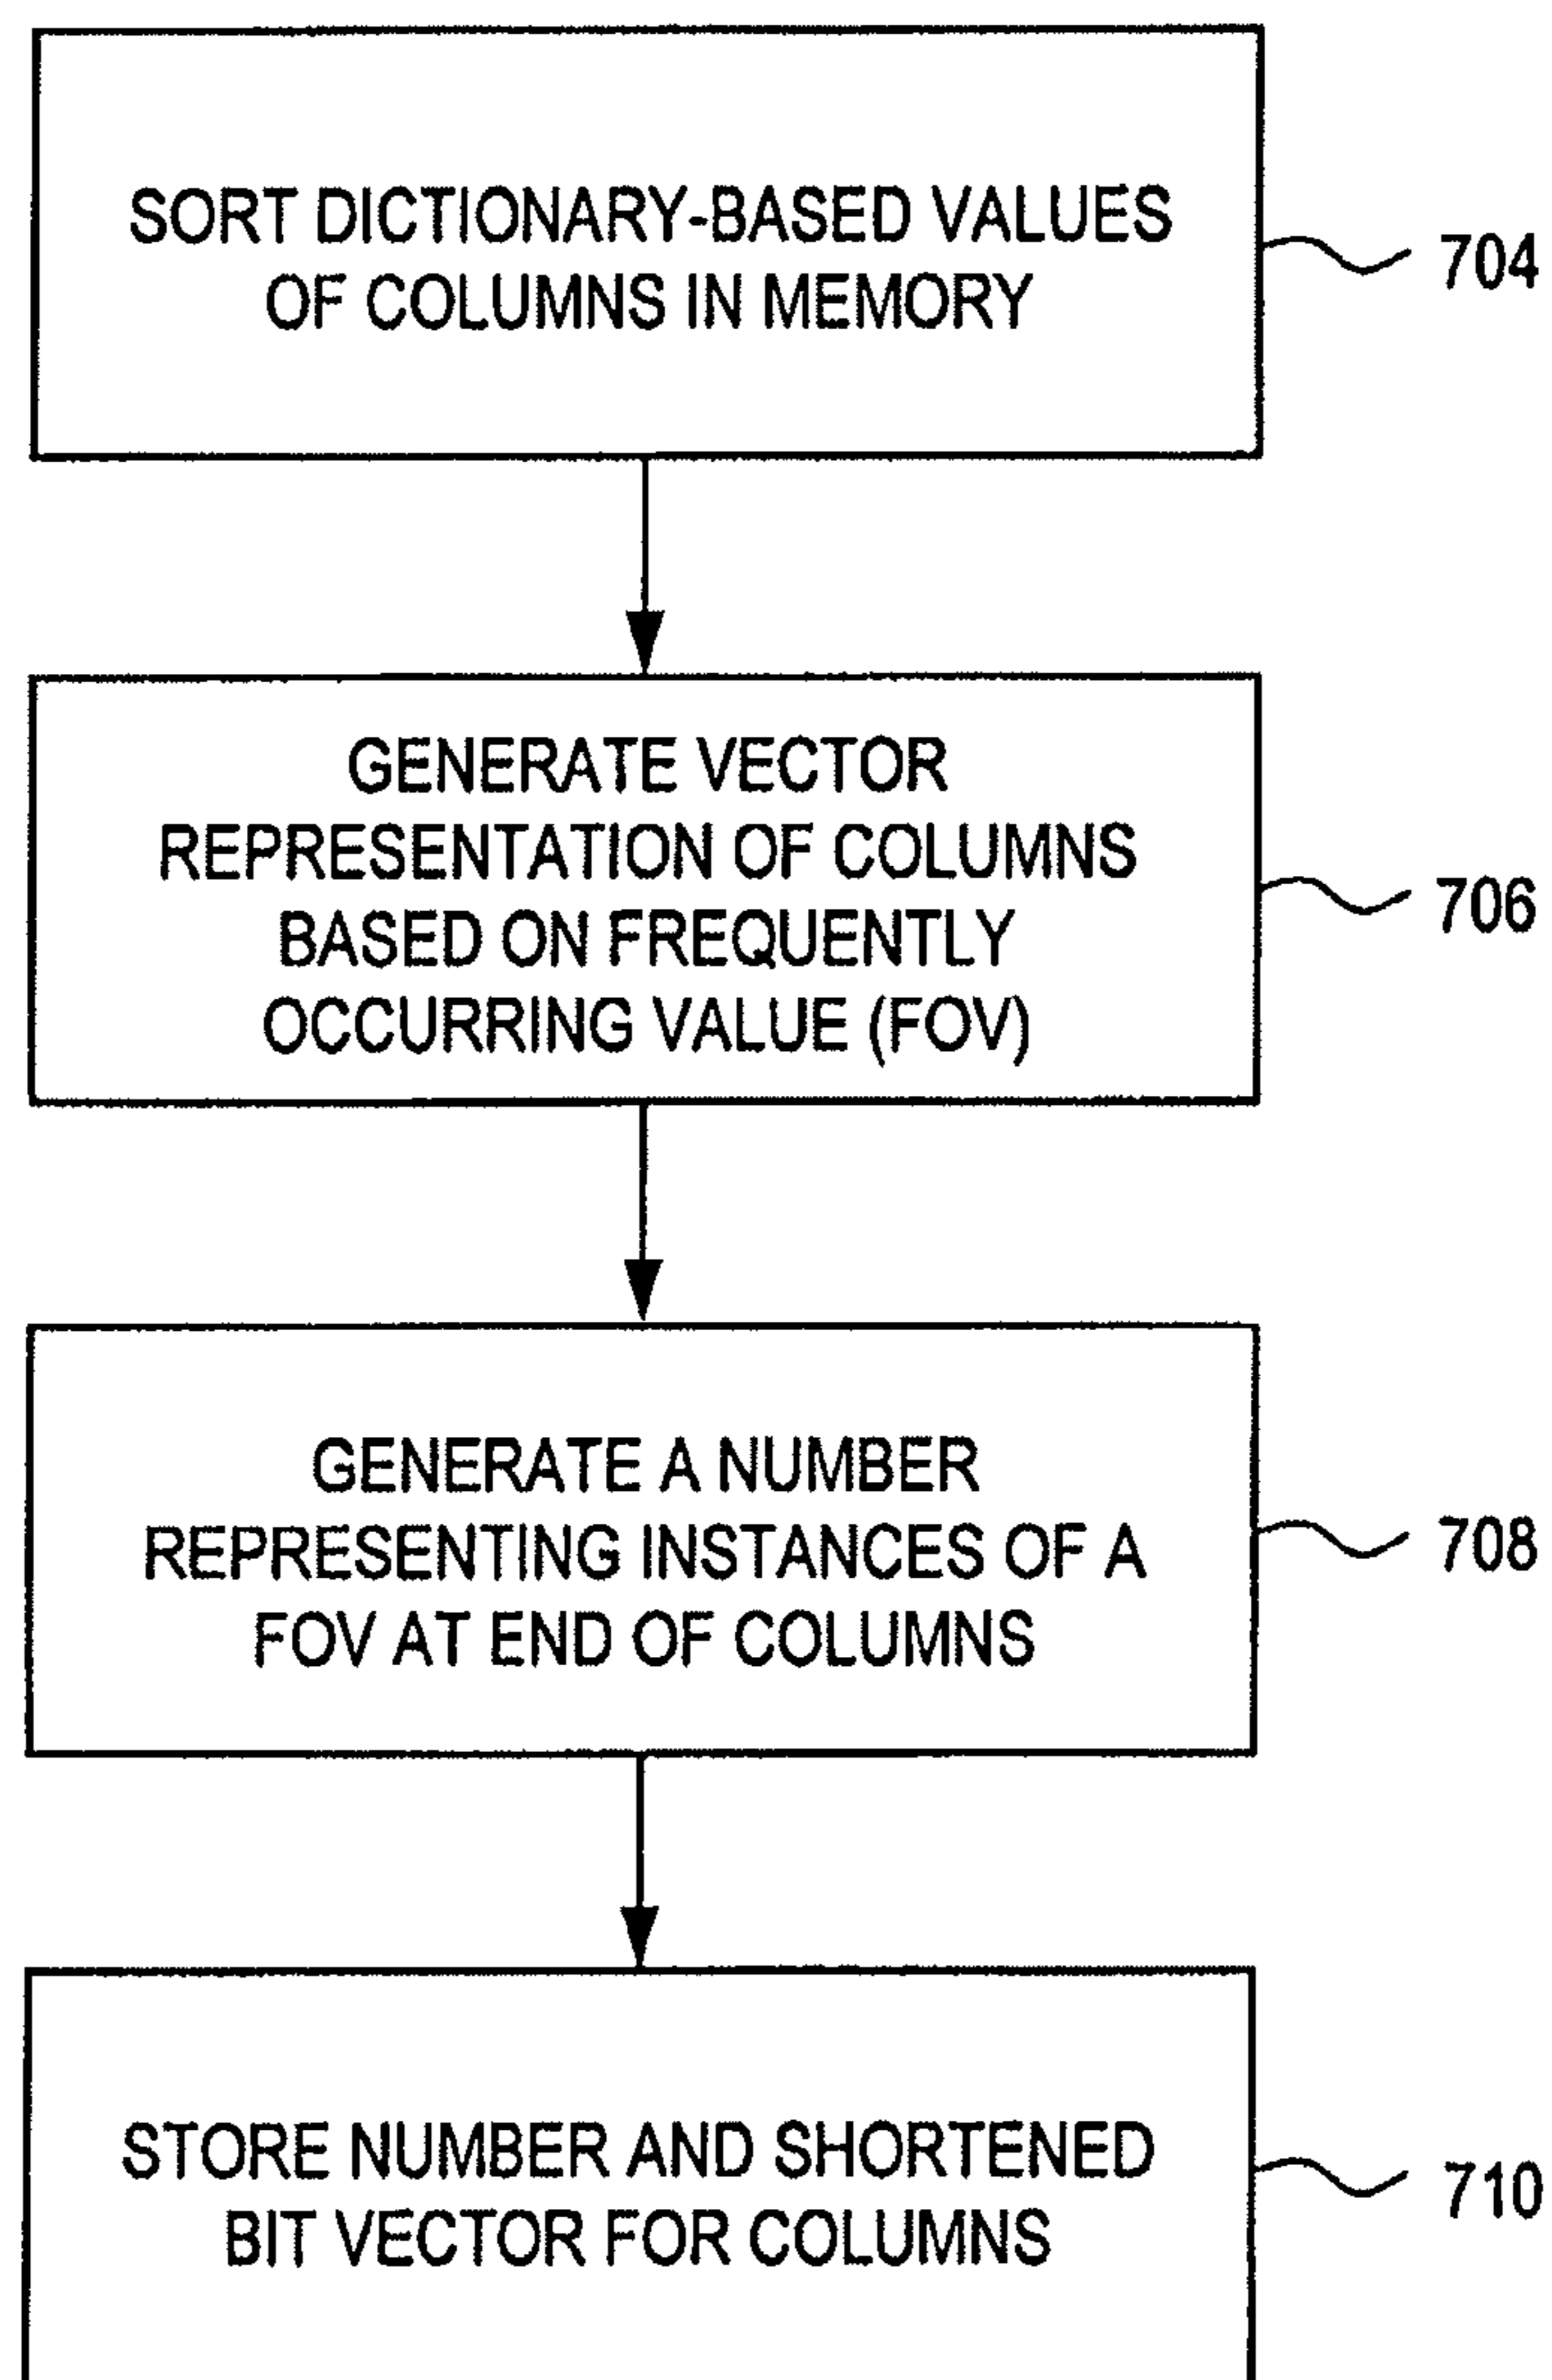 SORT DICTIONARY-BASED VALUES
OF COLUMNS IN MEMORY
704
GENERATE VECTOR
REPRESENTATION OF COLUMNS
BASED ON FREQUENTLY
OCCURRING VALUE (FOV)
706
GENERATE A NUMBER
REPRESENTING INSTANCES OF A
FOV AT END OF COLUMNS
708
STORE NUMBER AND SHORTENED
BIT VECTOR FOR COLUMNS
710